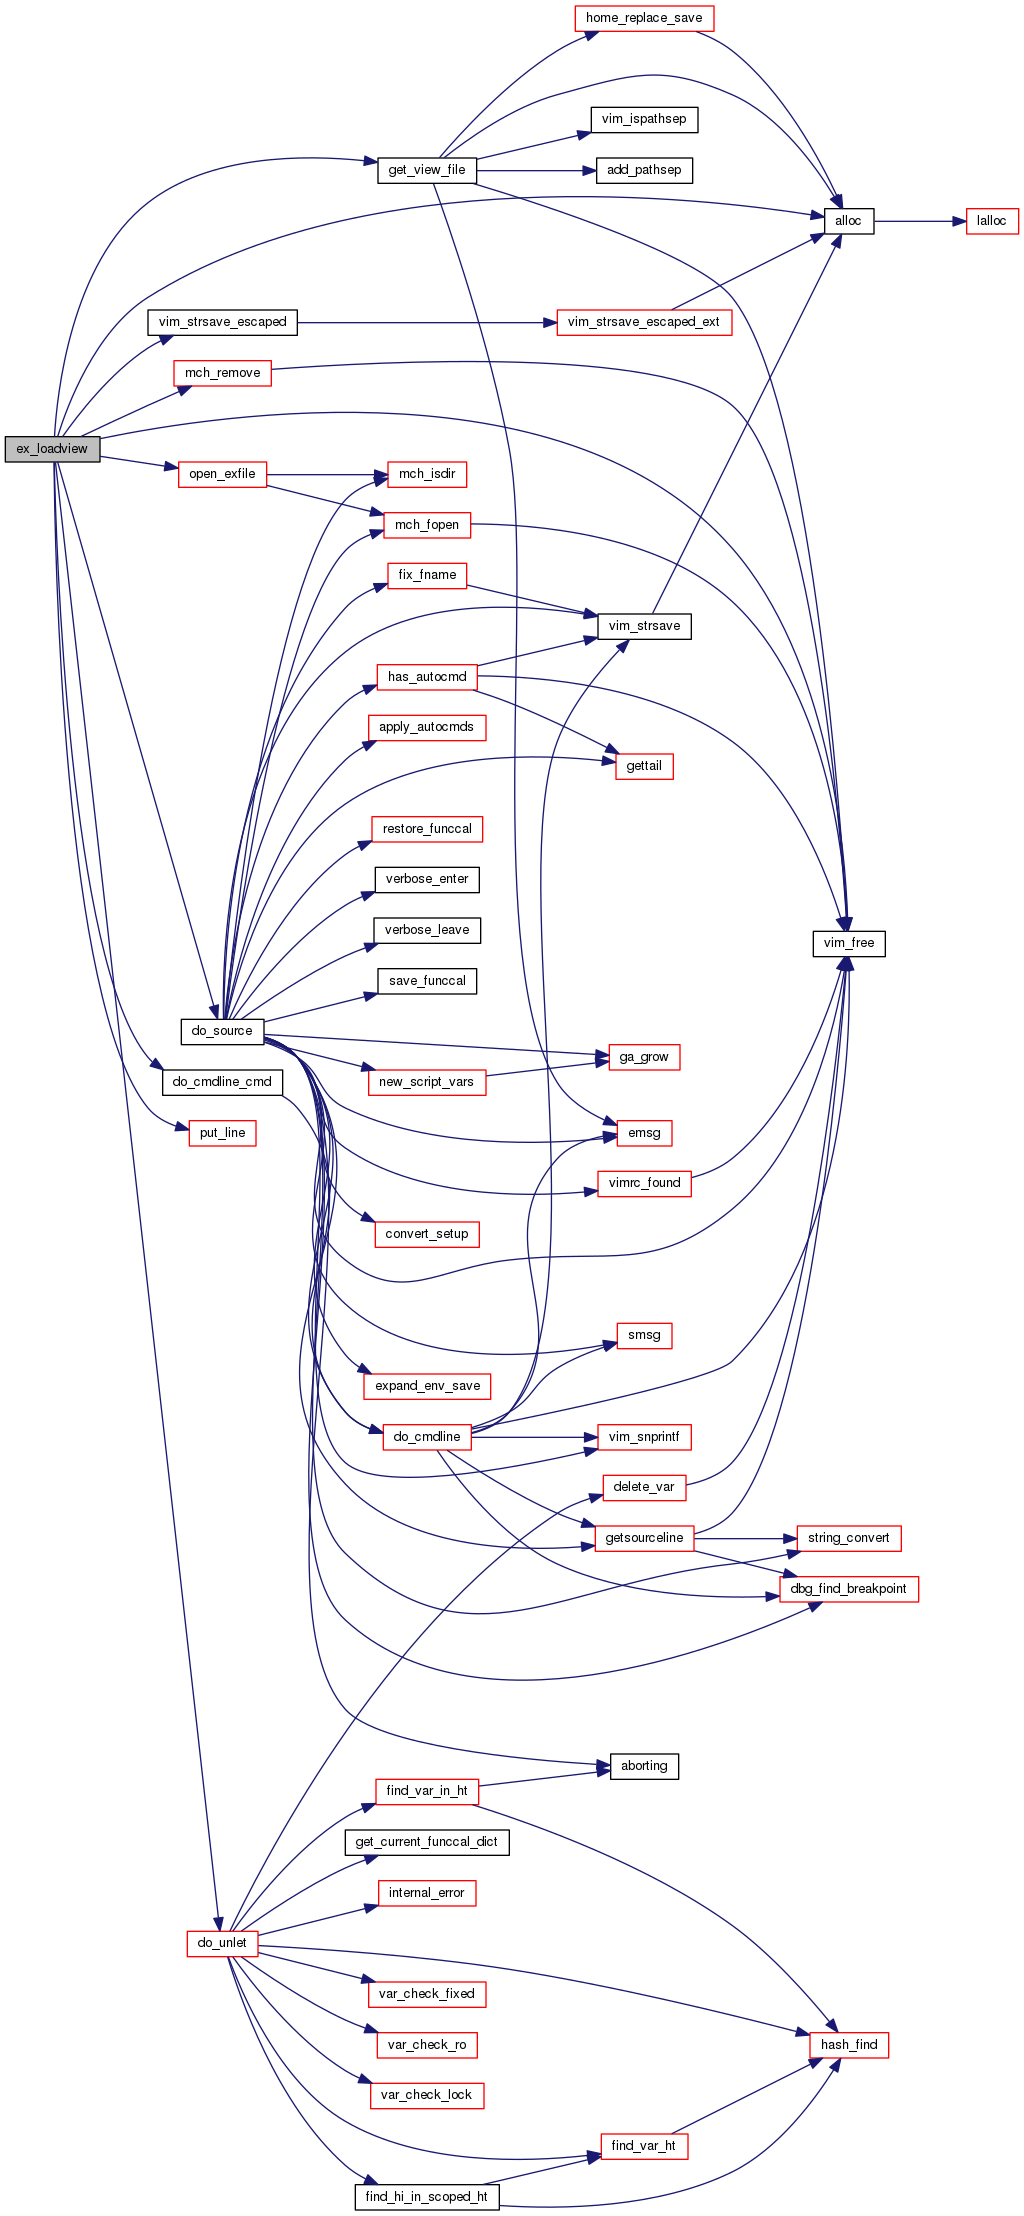 home_replace_save
vim_ispathsep
get_view_file
add_pathsep
alloc
lalloc
vim_strsave_escaped
vim_strsave_escaped_ext
mch_remove
ex_loadview
open_exfile
mch_isdir
mch_fopen
fix_fname
vim_strsave
has_autocmd
apply_autocmds
gettail
restore_funccal
verbose_enter
verbose_leave
vim_free
save_funccal
do_source
ga_grow
do_cmdline_cmd
new_script_vars
put_line
emsg
vimrc_found
convert_setup
smsg
expand_env_save
do_cmdline
vim_snprintf
delete_var
getsourceline
string_convert
dbg_find_breakpoint
aborting
find_var_in_ht
get_current_funccal_dict
internal_error
do_unlet
var_check_fixed
var_check_ro
hash_find
var_check_lock
find_var_ht
find_hi_in_scoped_ht